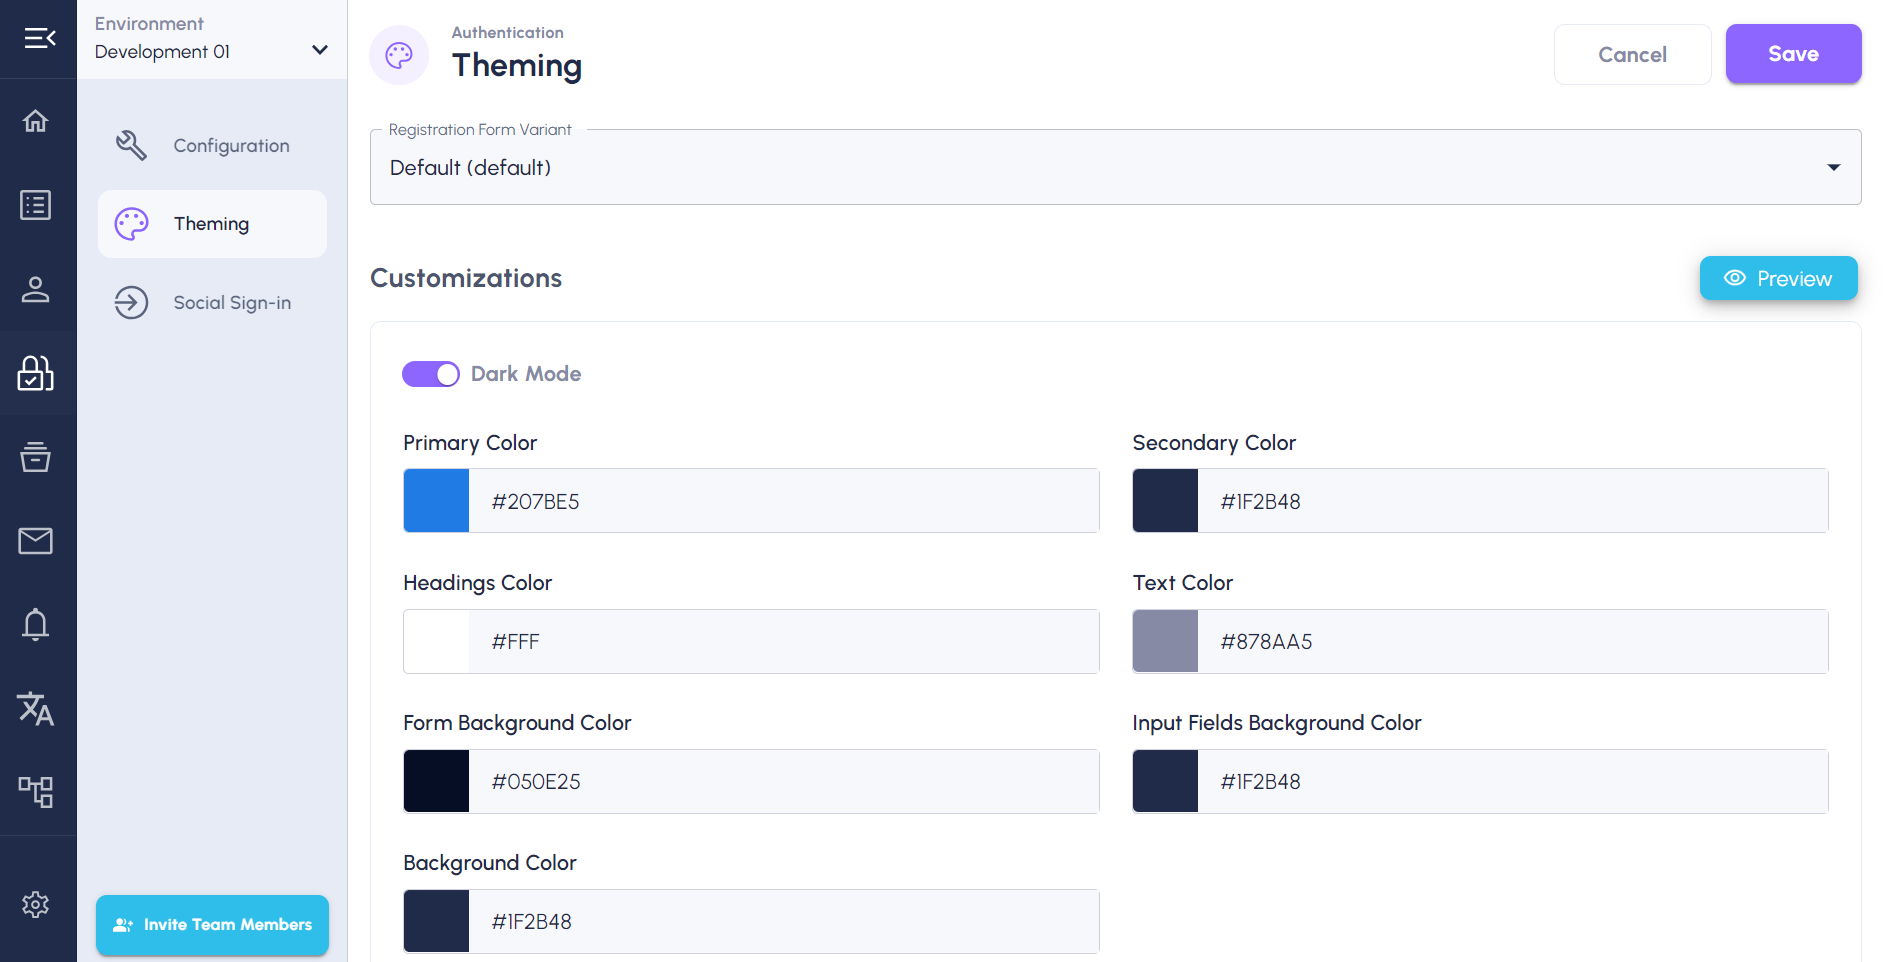 Environment
Development 01
Configuration
Theming
Social Sign-in
Invite Team Members
Authentication
Theming
Cancel
Save
Registration Form Variant
Default (default)
Customizations
Preview
Dark Mode
Primary Color
#207BE5
Secondary Color
#1F2B48
Headings Color
#FFF
Text Color
#878AA5
Form Background Color
#050E25
Input Fields Background Color
#1F2B48
Background Color
#1F2B48